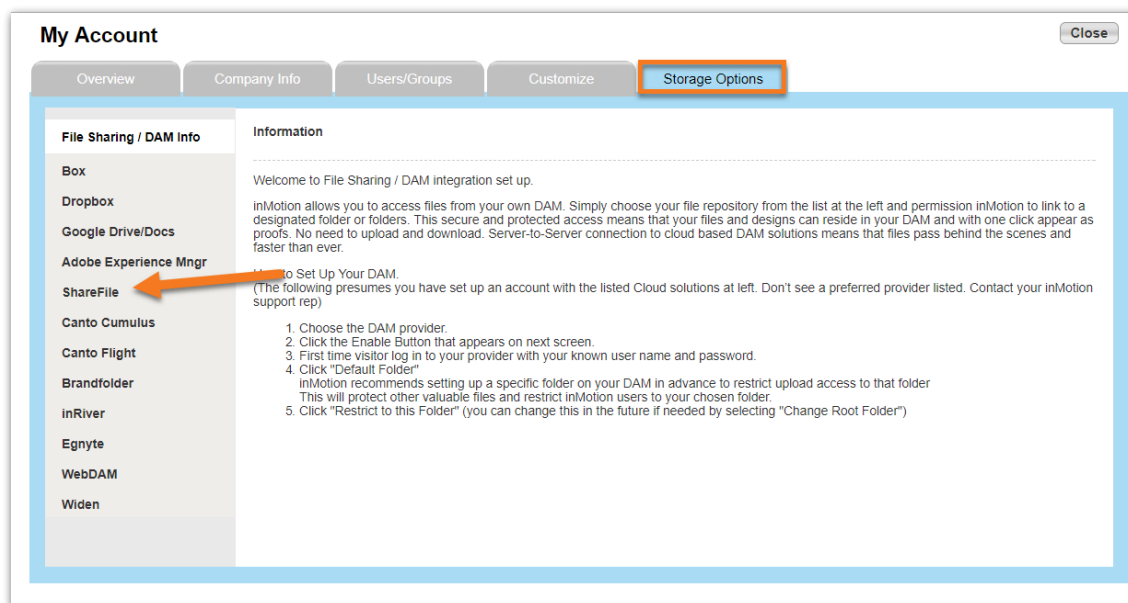 My Account
Close
Overview
Company Info
Users/Groups
Customize
Storage Options
File Sharing / DAM Info
Box
Dropbox
Google Drive/Docs
Adobe Experience Mngr
ShareFile
Canto Cumulus
Canto Flight
Brandfolder
inRiver
Egnyte
WebDAM
Widen
Information
Welcome to File Sharing / DAM integration set up.
inMotion allows you to access files from your own DAM. Simply choose your file repository from the list at the left and permission inMotion to link to a
designated folder or folders. This secure and protected access means that your files and designs can reside in your DAM and with one click appear as
proofs. No need to upload and download. Server-to-Server connection to cloud based DAM solutions means that files pass behind the scenes and
faster than ever.
to Set Up Your DAM.
(The following presumes you have set up an account with the listed Cloud solutions at left. Don't see a preferred provider listed. Contact your inMotion
support rep)
1. Choose the DAM provider.
2. Click the Enable Button that appears on next screen.
3. First time visitor log in to your provider with your known user name and password.
4. Click "Default Folder"
inMotion recommends setting up a specific folder on your DAM in advance to restrict upload access to that folder
This will protect other valuable files and restrict inMotion users to your chosen folder.
5. Click "Restrict to this Folder" (you can change this in the future if needed by selecting "Change Root Folder")